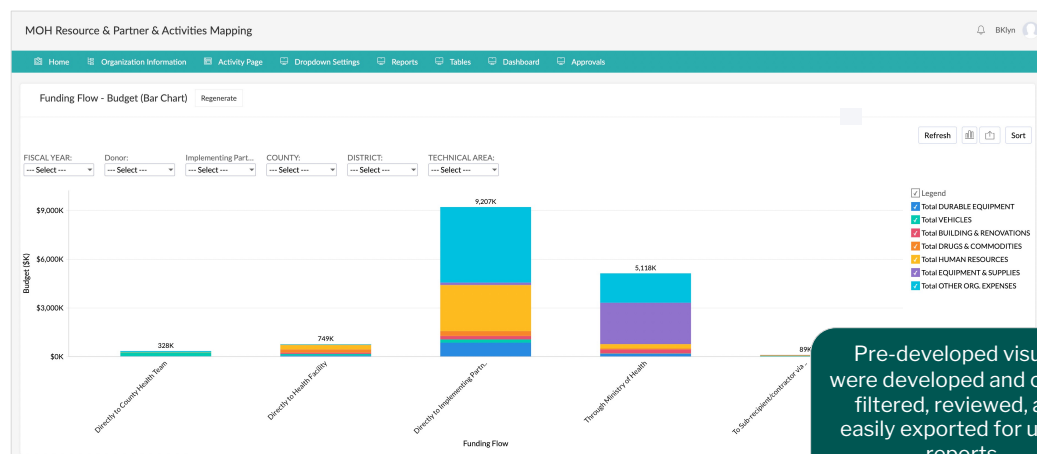 MOH Resource & Partner & Activities Mapping
BKlyn
Home Organization Information Activity Page Dropdown Settings Reports Tables Dashboard Approvals
Funding Flow - Budget (Bar Chart) Regenerate
Refresh Sort
FISCAL YEAR: Donor: Implementing Part... COUNTY: DISTRICT: TECHNICAL AREA:
--- Select --- --- Select --- --- Select --- --- Select --- --- Select --- --- Select ---
Legend
Total DURABLE EQUIPMENT
Total VEHICLES
Total BUILDING & RENOVATIONS
Total DRUGS & COMMODITIES
Total HUMAN RESOURCES
Total EQUIPMENT & SUPPLIES
Total OTHER ORG. EXPENSES
Budget ($K)
$9,000K
$6,000K
$3,000K
$0K
328K
749K
9,207K
5,118K
89K
Directly to County Health Team
Directly to Health Facility
Directly to Implementing Partn..
Through Ministry of Health
To Sub-recipient/contractor via ..
Funding Flow
Pre-developed
were developed and
filtered, reviewed,
easily exported for
reports